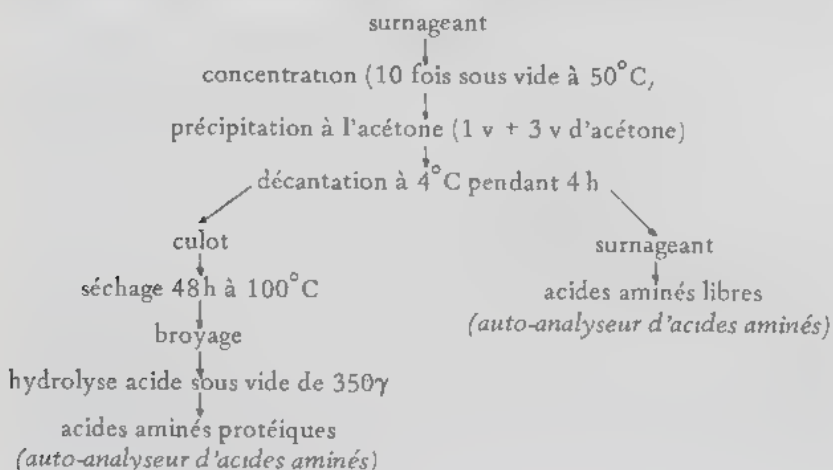 surnageant
concentration (10 fois sous vide à 50°C,
précipitation à l'acétone (1 v + 3 v d'acétone)
décantation à 4°C pendant 4 h
culot
surnageant
séchage 48h à 100°C
acides aminés libres
(auto-analyseur d'acides aminés)
broyage
hydrolyse acide sous vide de 350γ
acides aminés protéiques
(auto-analyseur d'acides aminés)